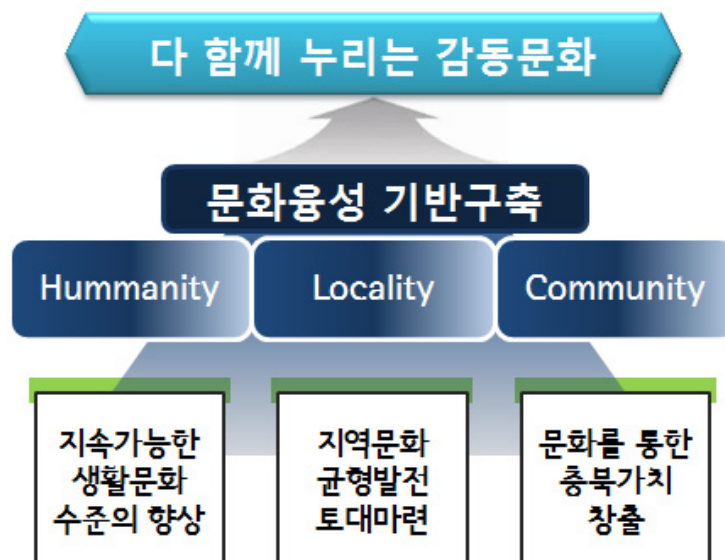 다 함께 누리는 감동문화
문화융성 기반구축
Hummanity
Locality
Community
지속가능한
생활문화
수준의 향상
지역문화
균형발전
토대마련
문화를 통한
충북가치
창출